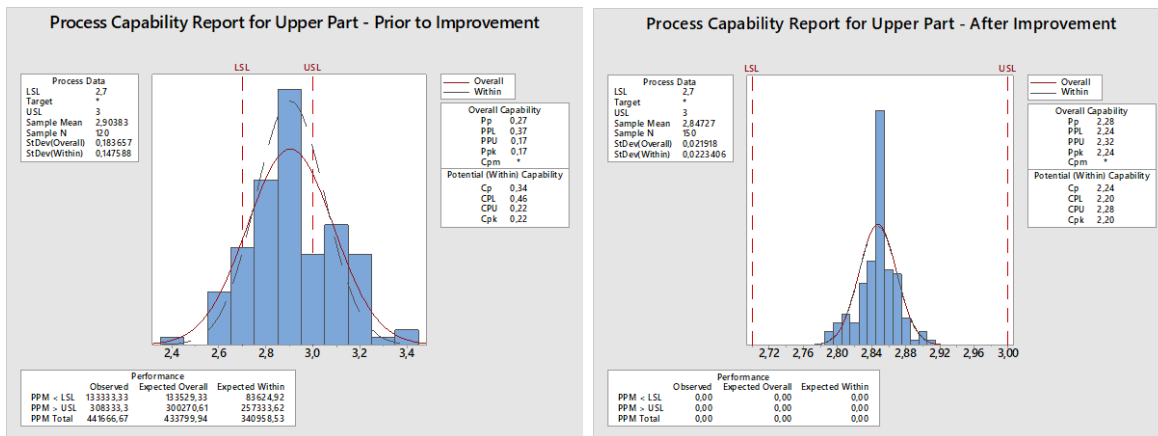 Process Capability Report for Upper Part - Prior to Improvement
LSL USL
Process Data
LSL 2,7
Target *
USL 3
Sample Mean 2,90383
Sample N 120
StDev(Overall) 0,183657
StDev(Within) 0,147588
Overall
Within
Overall Capability
Pp 0,27
PPL 0,37
PPU 0,17
Ppk 0,17
Cpm *
Potential (Within) Capability
Cp 0,34
CPL 0,46
CPU 0,22
Cpk 0,22
2,4 2,6 2,8 3,0 3,2 3,4
Performance
Observed Expected Overall Expected Within
PPM < LSL 133333,33 133529,33 83624,92
PPM > USL 308333,3 300270,61 257333,62
PPM Total 441666,67 433799,94 340958,53
Process Capability Report for Upper Part - After Improvement
LSL USL
Process Data
LSL 2,7
Target *
USL 3
Sample Mean 2,84727
Sample N 150
StDev(Overall) 0,021918
StDev(Within) 0,0223406
Overall
Within
Overall Capability
Pp 2,28
PPL 2,24
PPU 2,32
Ppk 2,24
Cpm *
Potential (Within) Capability
Cp 2,24
CPL 2,20
CPU 2,28
Cpk 2,20
2,72 2,76 2,80 2,84 2,88 2,92 2,96 3,00
Performance
Observed Expected Overall Expected Within
PPM < LSL 0,00 0,00 0,00
PPM > USL 0,00 0,00 0,00
PPM Total 0,00 0,00 0,00